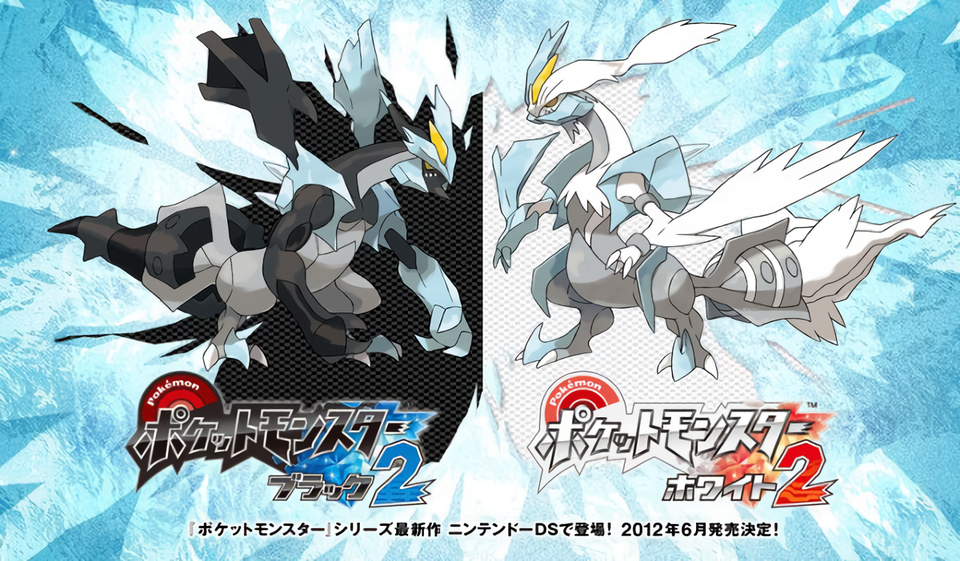 Pokémon
ポケットモンスター
ブラック2
Pokémon
ポケットモンスター™
ホワイト2
『ポケットモンスター』シリーズ最新作 ニンテンドーDSで登場! 2012年6月発売決定!